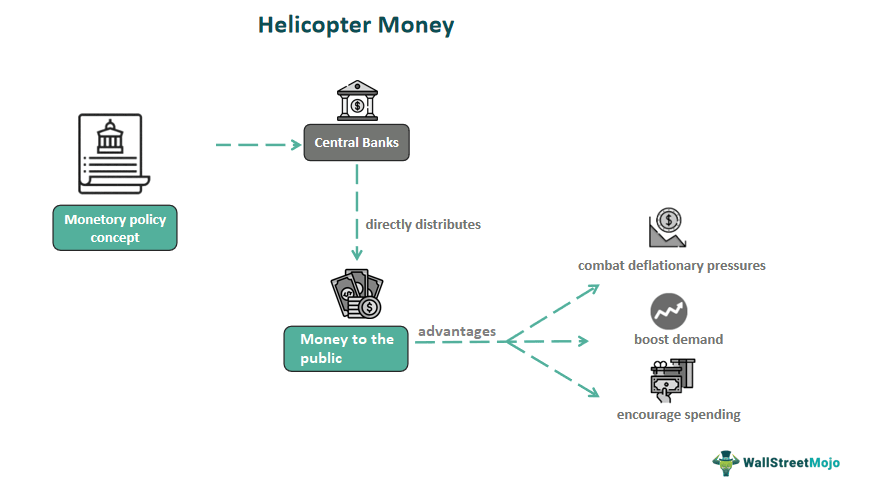 Helicopter Money
Central Banks
Monetory policy
concept
directly distributes
combat deflationary pressures
Money to the
public
advantages
boost demand
encourage spending
WallStreetMojo